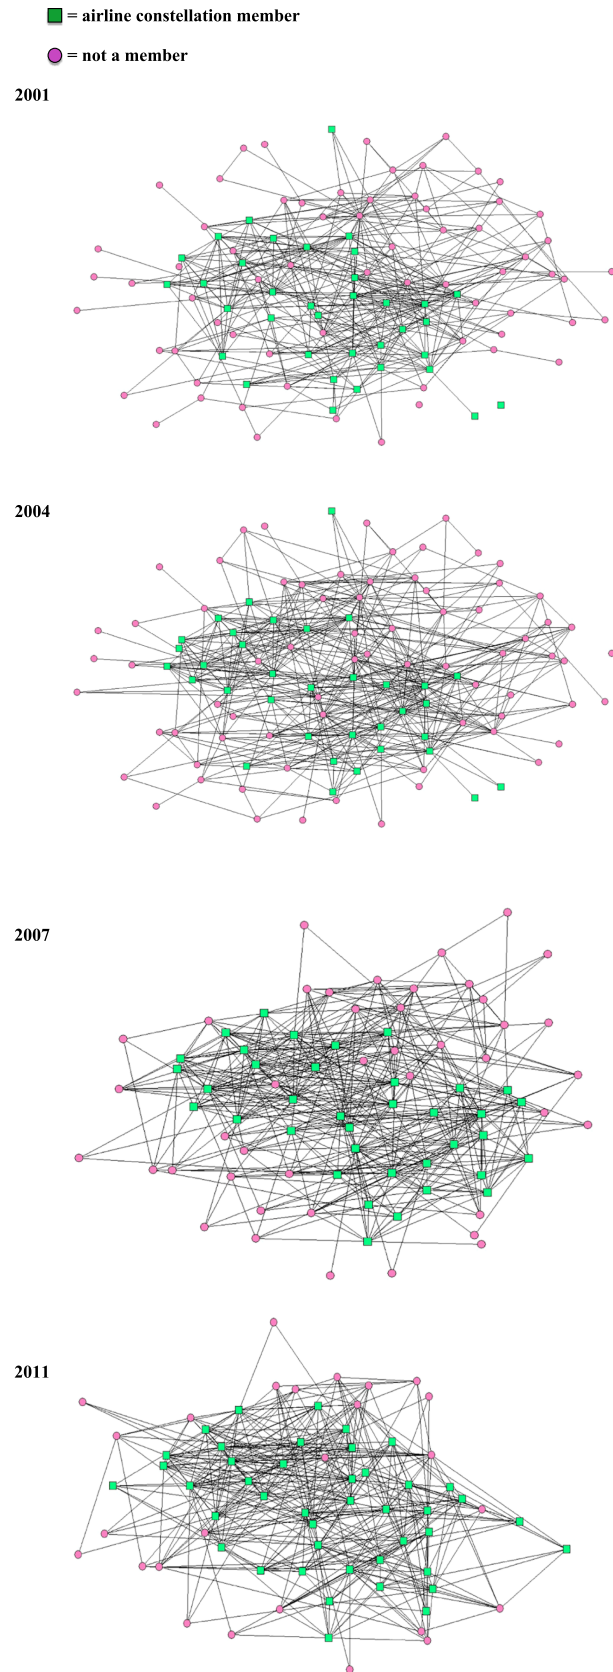 = airline constellation member
= not a member
2001
2004
2007
2011